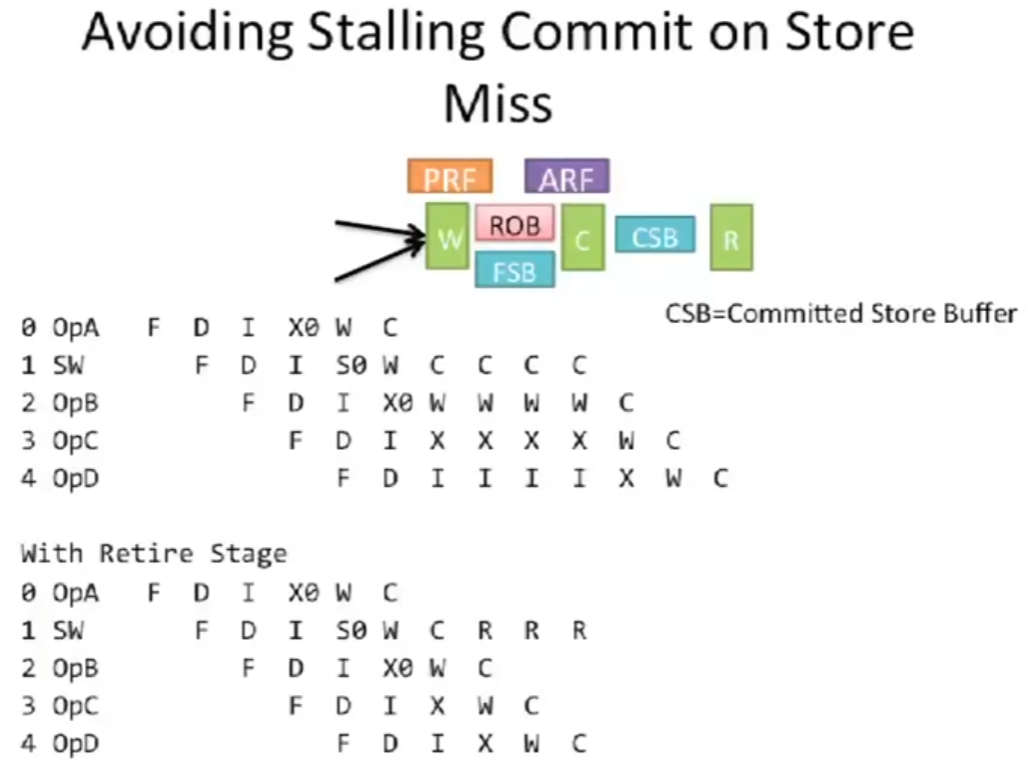 Avoiding Stalling Commit on Store
Miss
PRF ARF
W ROB C CSB R
FSB
CSB=Committed Store Buffer
0 OpA F D I X0 W C
1 SW F D I S0 W C C C C
2 OpB F D I X0 W W W W C
3 OpC F D I X X X X W C
4 OpD F D I I I I X W C
With Retire Stage
0 OpA F D I X0 W C
1 SW F D I S0 W C R R R
2 OpB F D I X0 W C
3 OpC F D I X W C
4 OpD F D I X W C